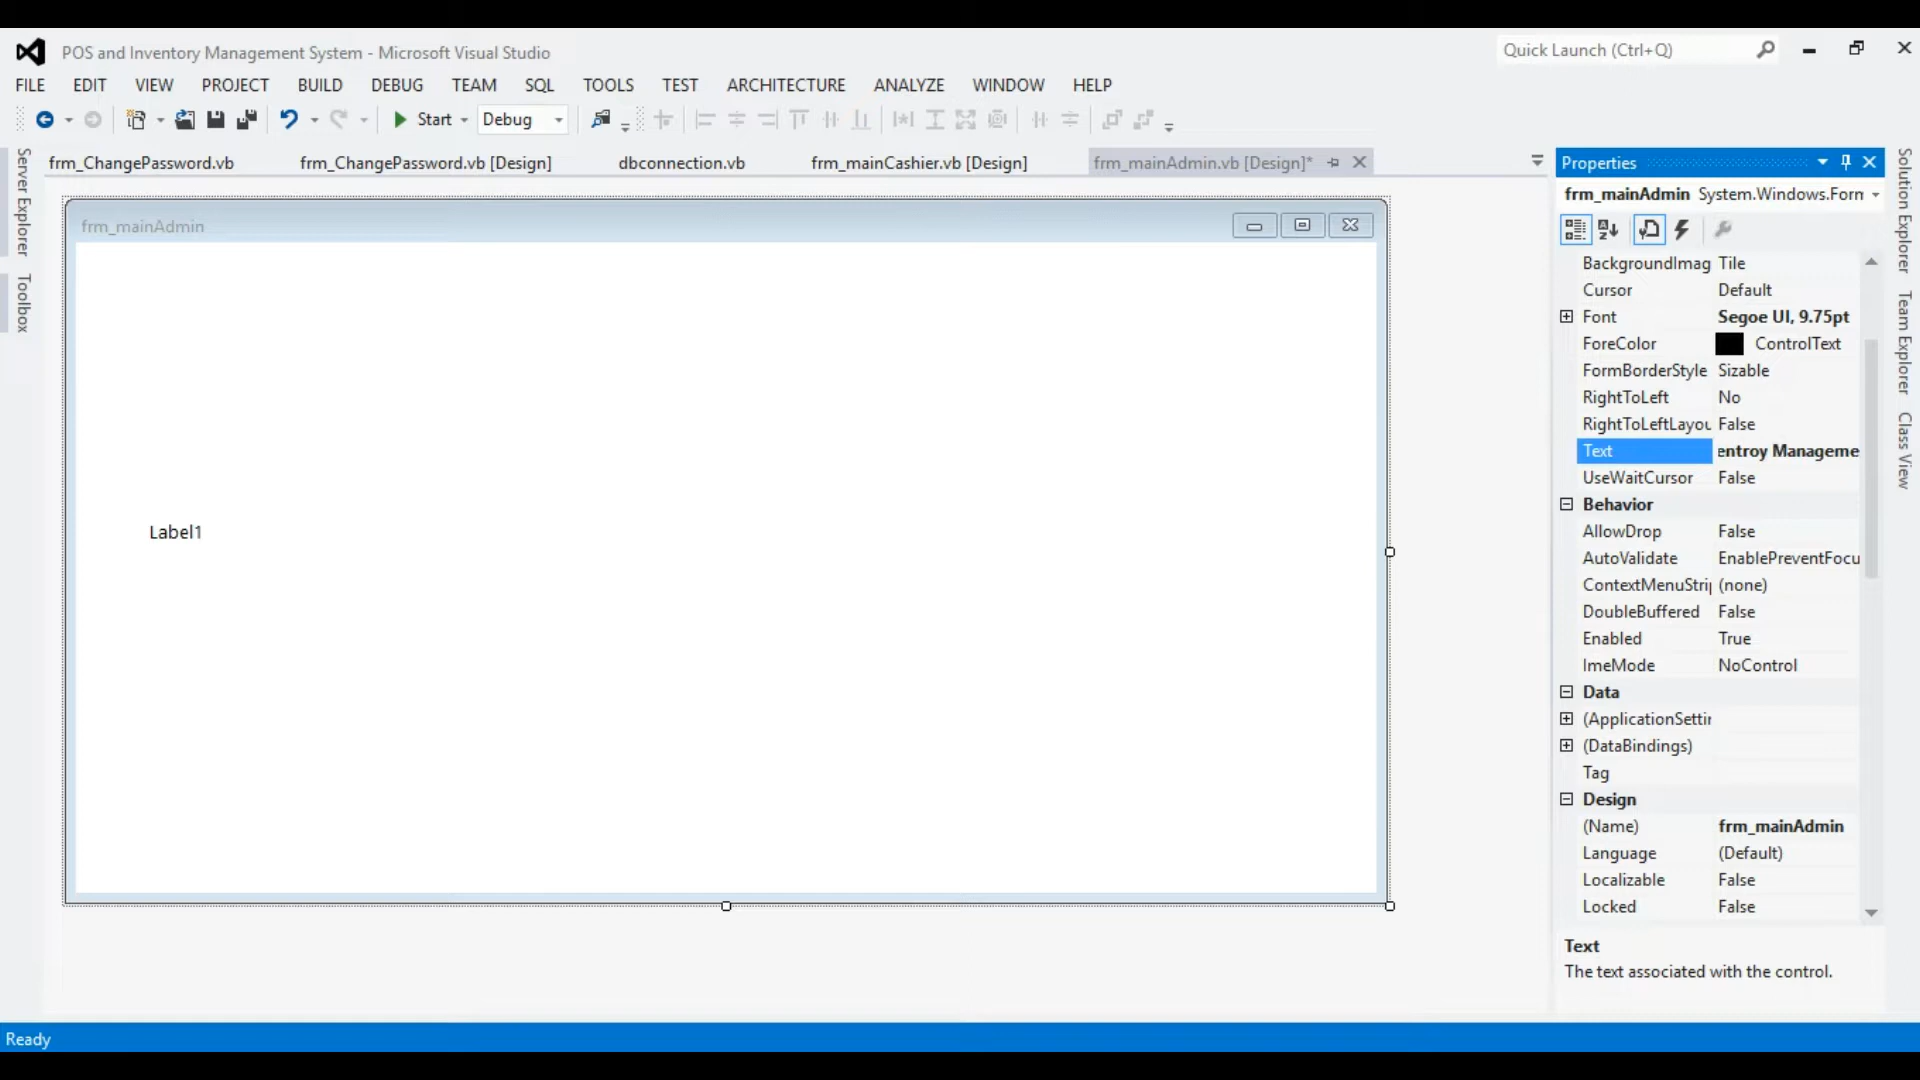 POS and Inventory Management System - Microsoft Visual Studio
Quick Launch (Ctrl+Q)
FILE EDIT VIEW PROJECT BUILD DEBUG TEAM SQL TOOLS TEST ARCHITECTURE ANALYZE WINDOW HELP
Start Debug
frm_ChangePassword.vb frm_ChangePassword.vb [Design] dbconnection.vb frm_mainCashier.vb [Design] frm_mainAdmin.vb [Design]*
Server Explorer
Toolbox
frm_mainAdmin
Label1
Properties
frm_mainAdmin System.Windows.Form
BackgroundImag Tile
Cursor Default
Font Segoe UI, 9.75pt
ForeColor ControlText
FormBorderStyle Sizable
RightToLeft No
RightToLeftLayou False
Text entroy Manageme
UseWaitCursor False
Behavior
AllowDrop False
AutoValidate EnablePreventFocu
ContextMenuStrip (none)
DoubleBuffered False
Enabled True
ImeMode NoControl
Data
(ApplicationSettin
(DataBindings)
Tag
Design
(Name) frm_mainAdmin
Language (Default)
Localizable False
Locked False
Text
The text associated with the control.
Solution Explorer
Team Explorer
Class View
Ready